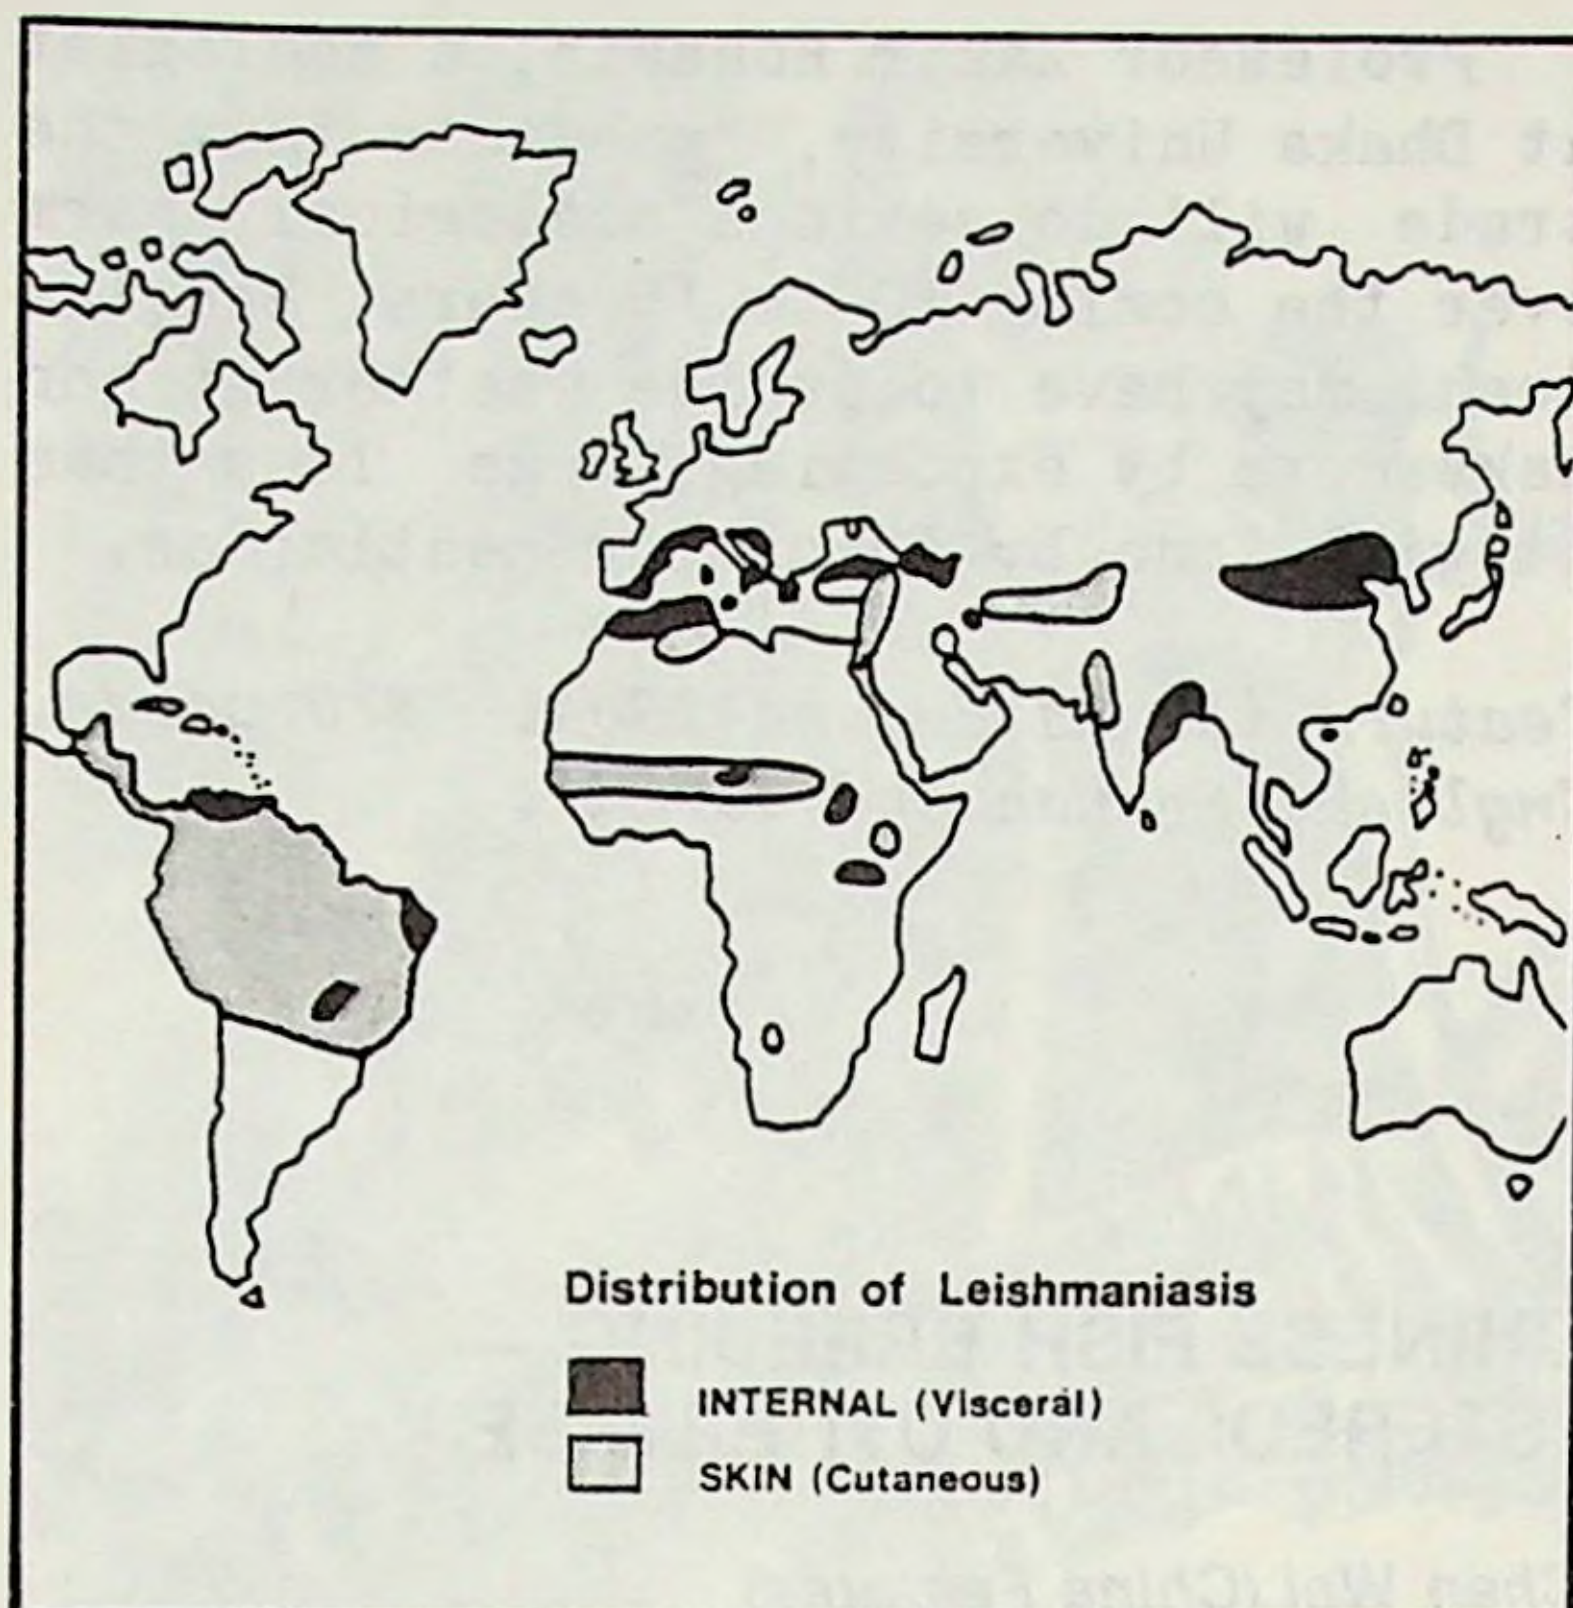 Distribution of Leishmaniasis
INTERNAL (Visceral)
SKIN (Cutaneous)